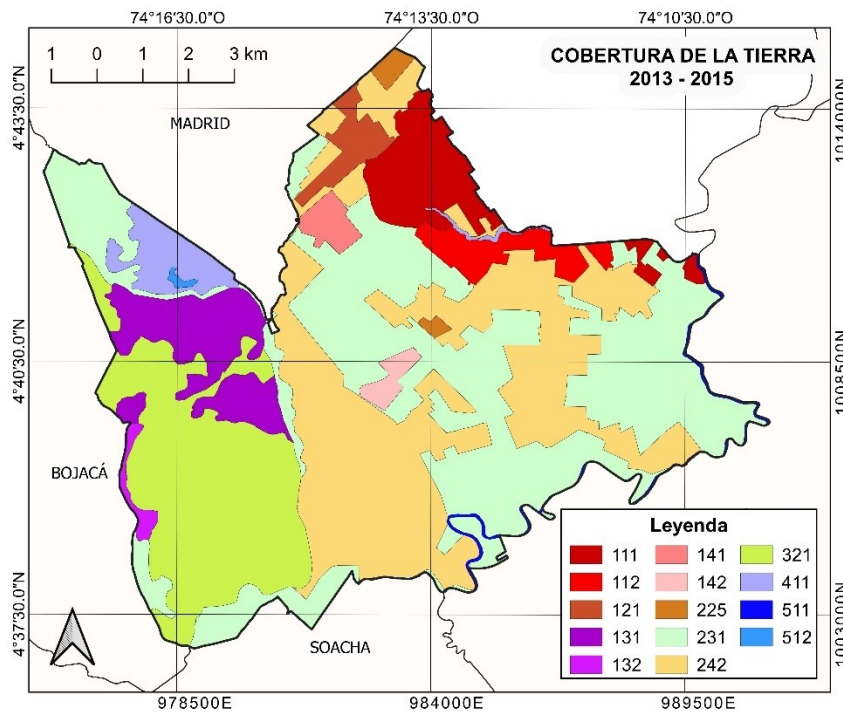 74°16'30.0"O 74°13'30.0"O 74°10'30.0"O
1 0 1 2 3 km
COBERTURA DE LA TIERRA
2013 - 2015
4°43'30.0"N
1014000N
MADRID
4°40'30.0"N
1008500N
BOJACÁ
Leyenda
111 141 321
112 142 411
121 225 511
131 231 512
132 242
4°37'30.0"N
1003000N
SOACHA
978500E 984000E 989500E